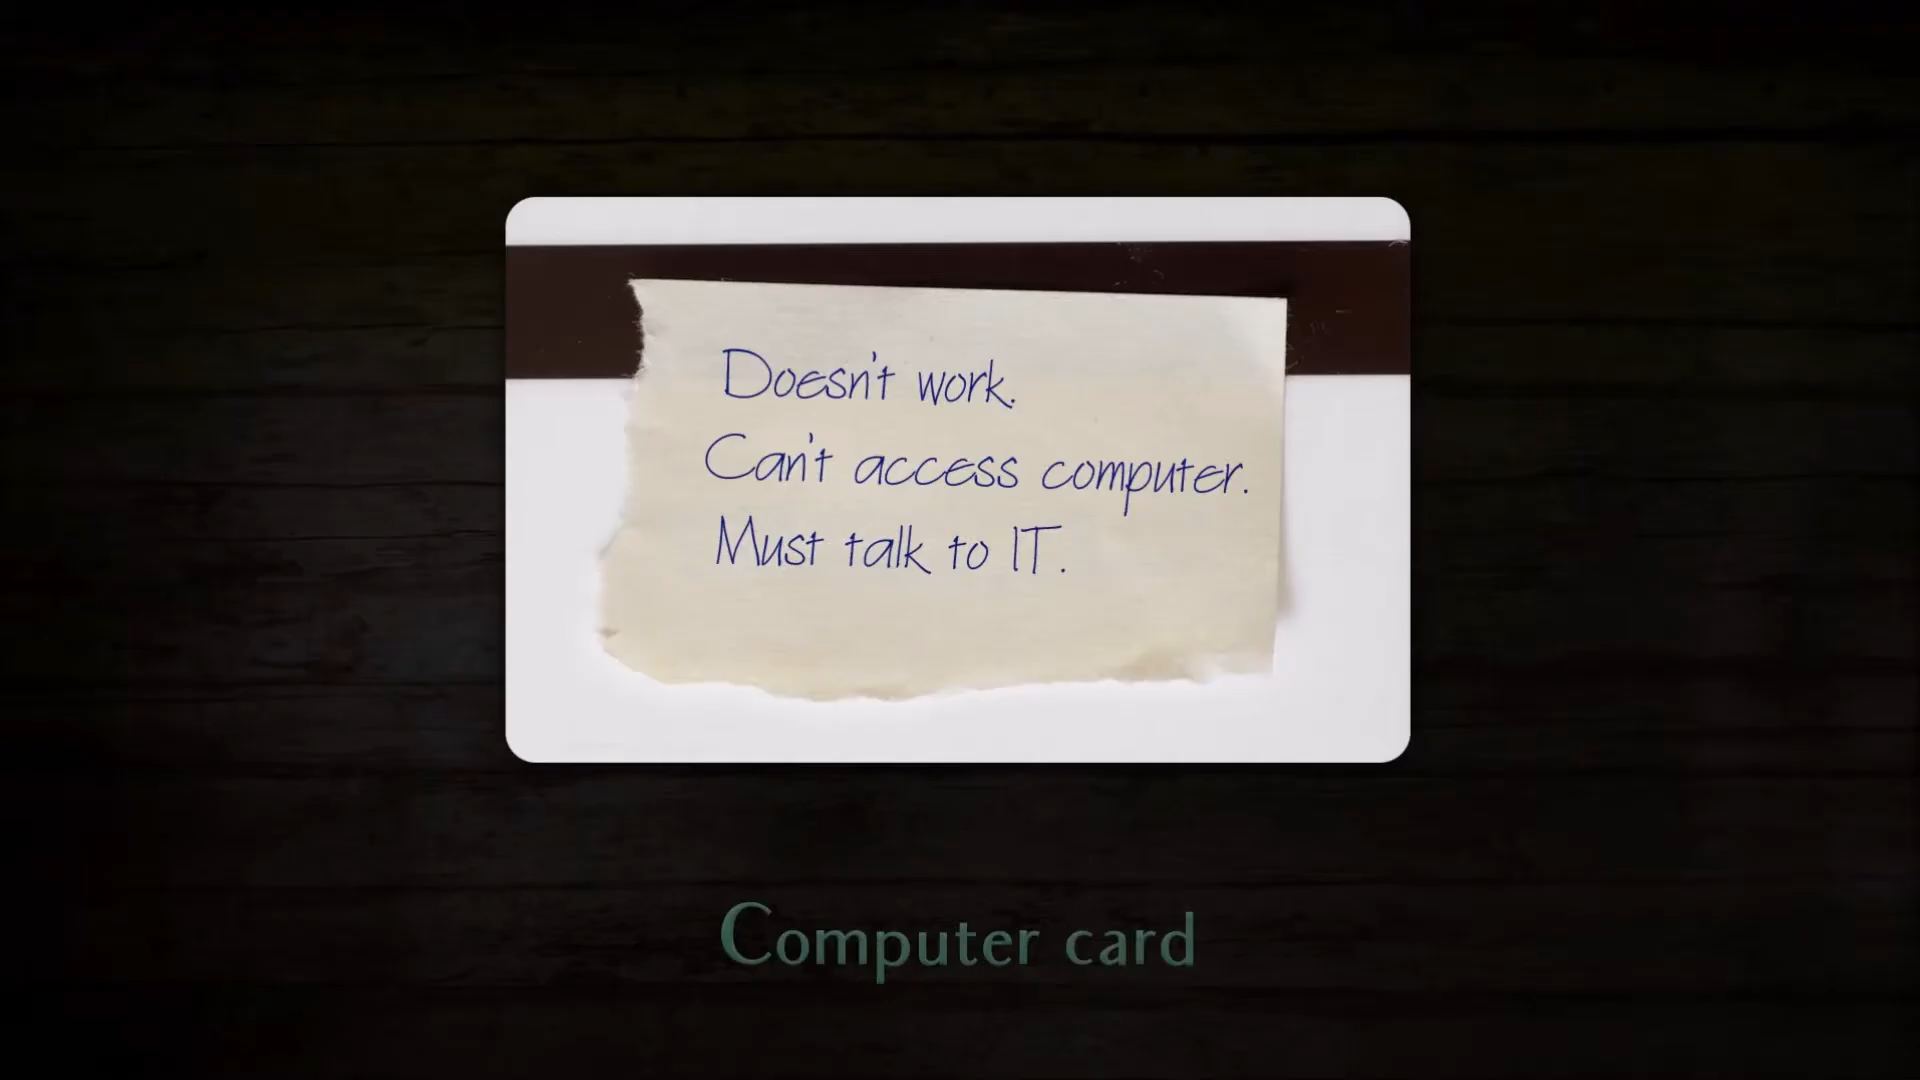 Doesn't work.
Can't access computer.
Must talk to IT.
Computer card